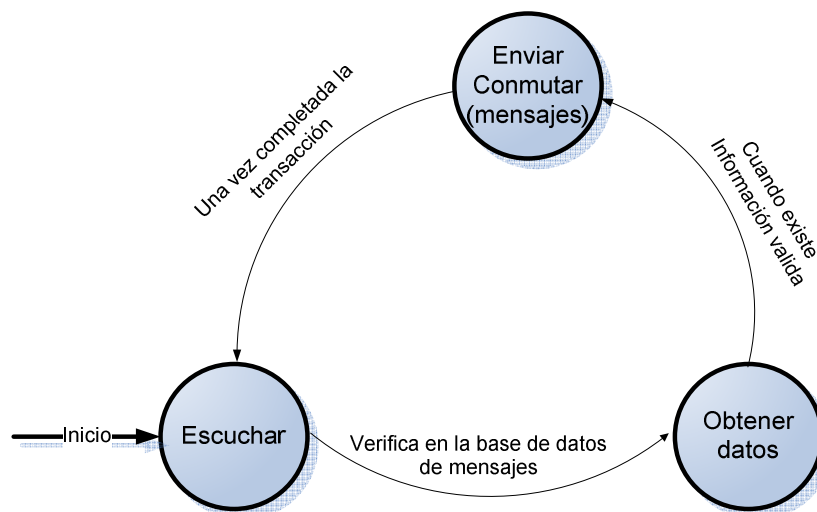 Enviar
Conmutar
(mensajes)
Una vez completada la
transacción
Cuando existe
Información valida
Inicio
Escuchar
Verifica en la base de datos
de mensajes
Obtener
datos